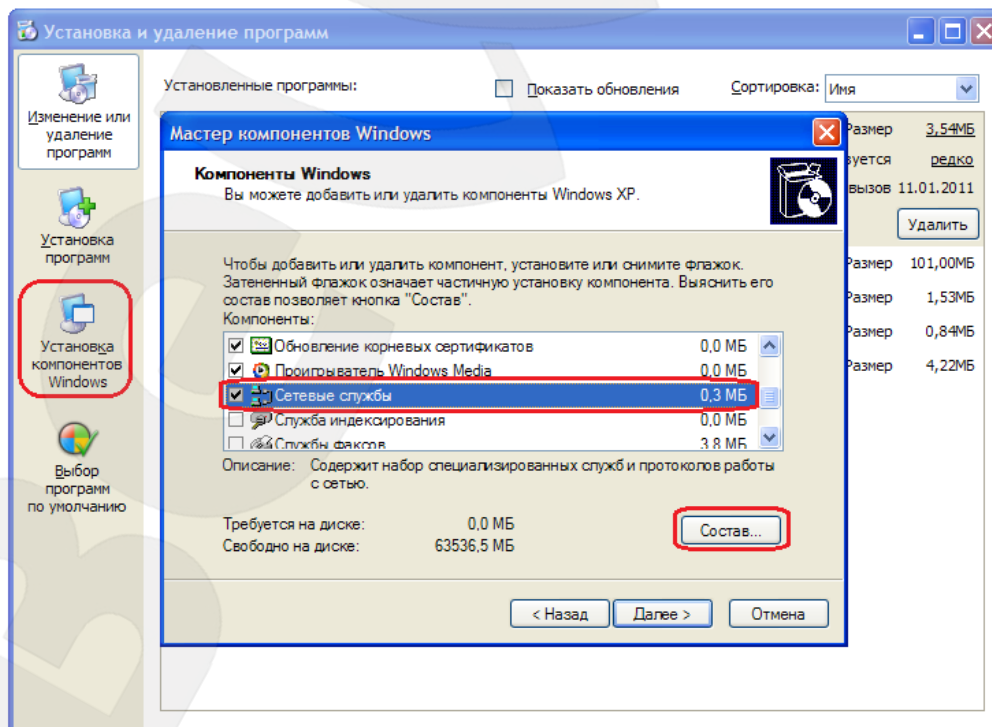 Установка и удаление программ
Изменение или
удаление
программ
Установка
программ
Установка
компонентов
Windows
Выбор
программ
по умолчанию
Установленные программы:
Показать обновления
Сортировка: Имя
Размер 3,54МБ
зуется редко
вызов 11.01.2011
Удалить
Размер 101,00МБ
Размер 1,53МБ
Размер 0,84МБ
Размер 4,22МБ
Мастер компонентов Windows
Компоненты Windows
Вы можете добавить или удалить компоненты Windows XP.
Чтобы добавить или удалить компонент, установите или снимите флажок.
Затененный флажок означает частичную установку компонента. Выяснить его
состав позволяет кнопка "Состав".
Компоненты:
Обновление корневых сертификатов 0,0 МБ
Проигрыватель Windows Media 0,0 МБ
Сетевые службы 0,3 МБ
Служба индексирования 0,0 МБ
Службы факсов 3,8 МБ
Описание: Содержит набор специализированных служб и протоколов работы
с сетью.
Требуется на диске: 0,0 МБ
Свободно на диске: 63536,5 МБ
Состав...
< Назад
Далее >
Отмена